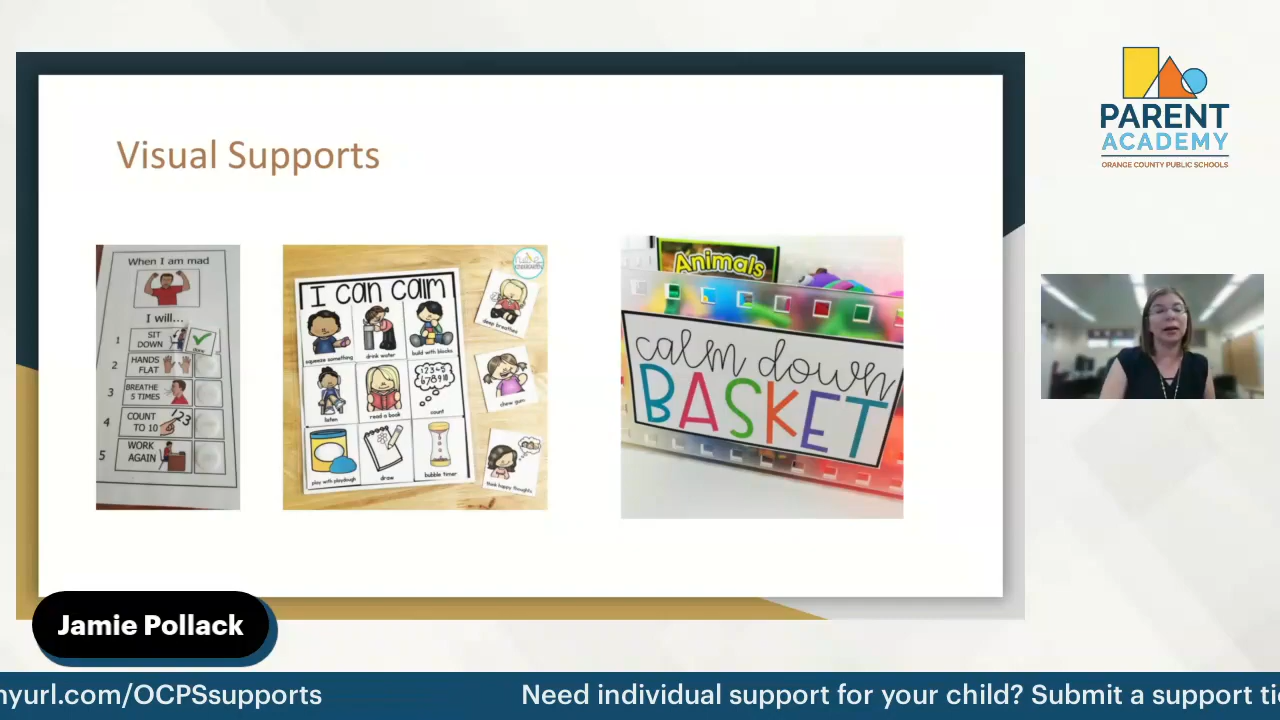 PARENT
ACADEMY
ORANGE COUNTY PUBLIC SCHOOLS
Visual Supports
When I am mad
I will...
1 SIT DOWN
2 HANDS FLAT
3 BREATHE 5 TIMES
4 COUNT TO 10 123
5 WORK AGAIN
I can calm
squeeze something
drink water
build with blocks
listen
read a book
count
play with playdough
draw
bubble timer
deep breathes
chew gum
think happy thoughts
Animals
calm down
BASKET
Jamie Pollack
nyurl.com/OCPSsupports
Need individual support for your child? Submit a support ti